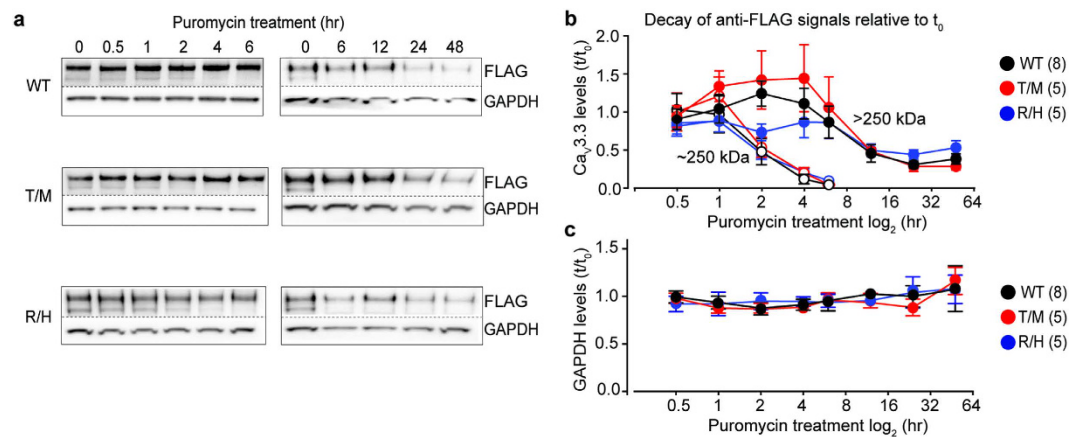 a
Puromycin treatment (hr)
0 0.5 1 2 4 6
0 6 12 24 48
WT
FLAG
GAPDH
T/M
FLAG
GAPDH
R/H
FLAG
GAPDH
b
Decay of anti-FLAG signals relative to t₀
CaV3.3 levels (t/t₀)
2.0
1.5
1.0
0.5
0.0
>250 kDa
~250 kDa
0.5 1 2 4 8 16 32 64
Puromycin treatment log₂ (hr)
WT (8)
T/M (5)
R/H (5)
c
GAPDH levels (t/t₀)
1.5
1.0
0.5
0.0
0.5 1 2 4 8 16 32 64
Puromycin treatment log₂ (hr)
WT (8)
T/M (5)
R/H (5)